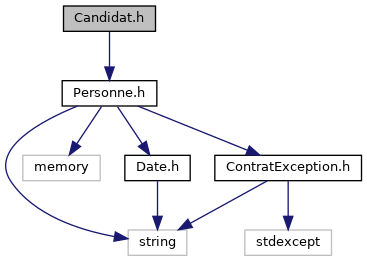 Candidat.h
Personne.h
memory
Date.h
ContratException.h
string
stdexcept